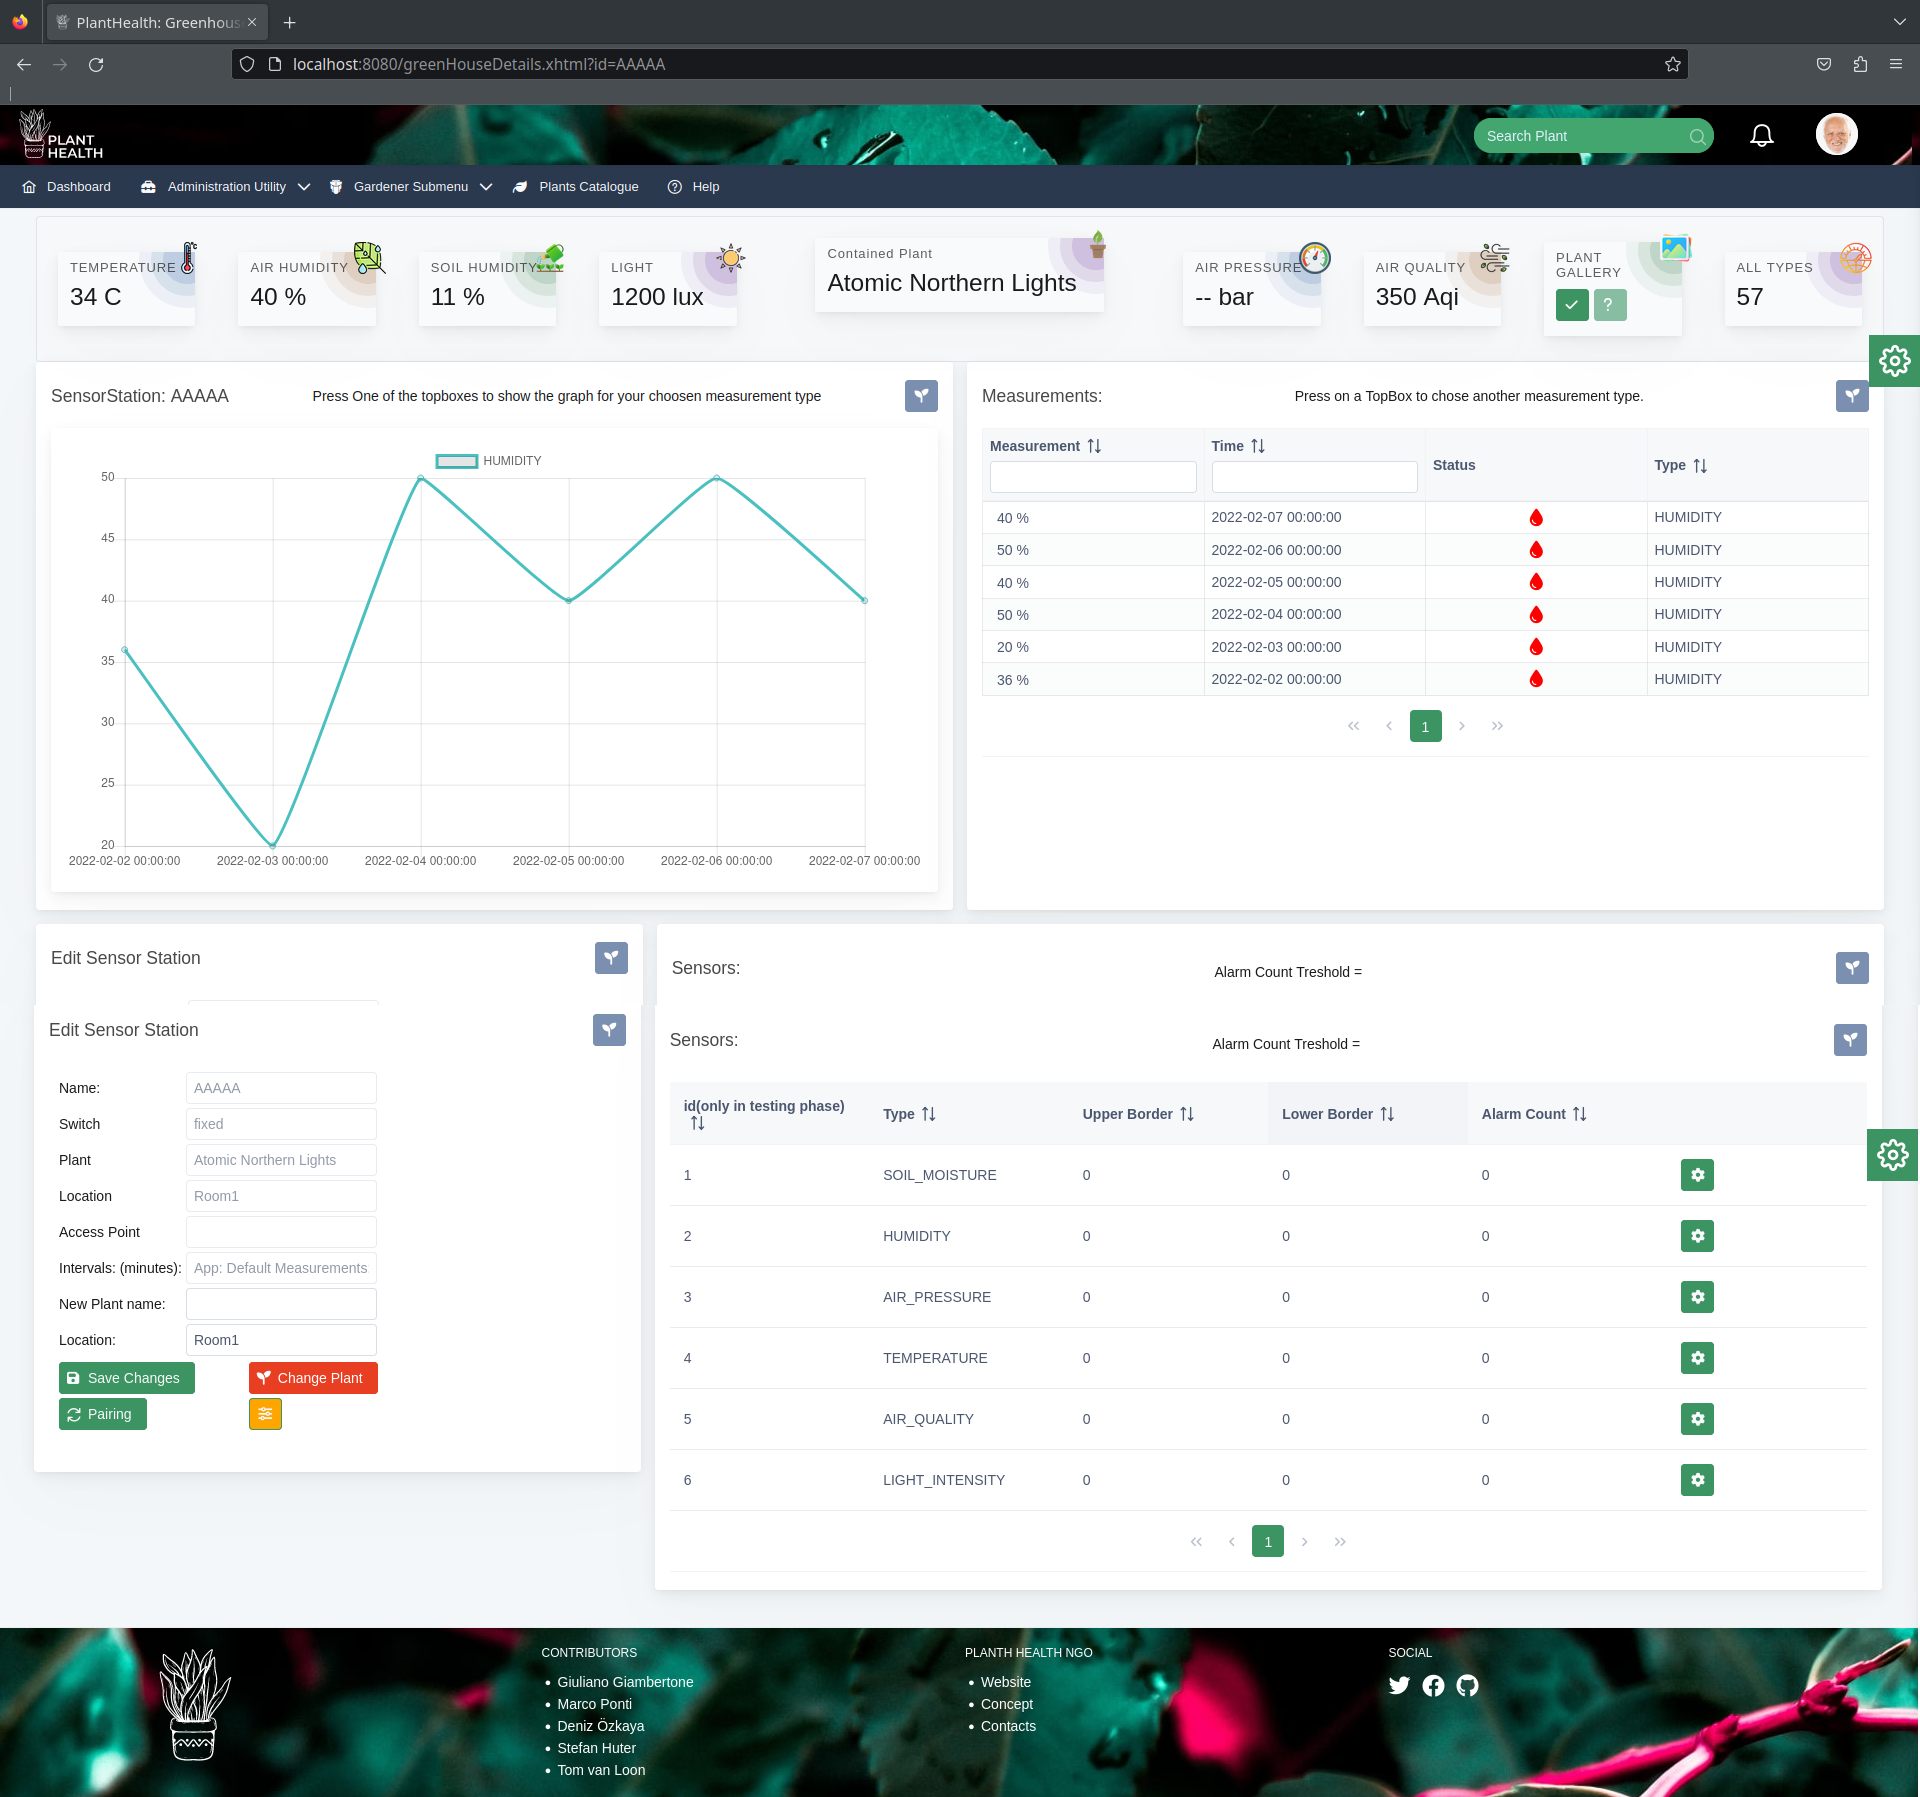 PlantHealth: Greenhous
localhost:8080/greenHouseDetails.xhtml?id=AAAAA
PLANT
HEALTH
Search Plant
Dashboard
Administration Utility
Gardener Submenu
Plants Catalogue
Help
TEMPERATURE
34 C
AIR HUMIDITY
40 %
SOIL HUMIDITY
11 %
LIGHT
1200 lux
Contained Plant
Atomic Northern Lights
AIR PRESSURE
-- bar
AIR QUALITY
350 Aqi
PLANT
GALLERY
?
ALL TYPES
57
SensorStation: AAAAA
Press One of the topboxes to show the graph for your choosen measurement type
HUMIDITY
50
45
40
35
30
25
20
2022-02-02 00:00:00
2022-02-03 00:00:00
2022-02-04 00:00:00
2022-02-05 00:00:00
2022-02-06 00:00:00
2022-02-07 00:00:00
Measurements:
Press on a TopBox to chose another measurement type.
Measurement Time Status Type
40 % 2022-02-07 00:00:00 HUMIDITY
50 % 2022-02-06 00:00:00 HUMIDITY
40 % 2022-02-05 00:00:00 HUMIDITY
50 % 2022-02-04 00:00:00 HUMIDITY
20 % 2022-02-03 00:00:00 HUMIDITY
36 % 2022-02-02 00:00:00 HUMIDITY
1
Edit Sensor Station
Sensors:
Alarm Count Treshold =
Edit Sensor Station
Name: AAAAA
Switch fixed
Plant Atomic Northern Lights
Location Room1
Access Point
Intervals: (minutes): App: Default Measurements
New Plant name:
Location: Room1
Save Changes
Change Plant
Pairing
Sensors:
Alarm Count Treshold =
id(only in testing phase) Type Upper Border Lower Border Alarm Count
1 SOIL_MOISTURE 0 0 0
2 HUMIDITY 0 0 0
3 AIR_PRESSURE 0 0 0
4 TEMPERATURE 0 0 0
5 AIR_QUALITY 0 0 0
6 LIGHT_INTENSITY 0 0 0
1
CONTRIBUTORS
Giuliano Giambertone
Marco Ponti
Deniz Özkaya
Stefan Huter
Tom van Loon
PLANTH HEALTH NGO
Website
Concept
Contacts
SOCIAL